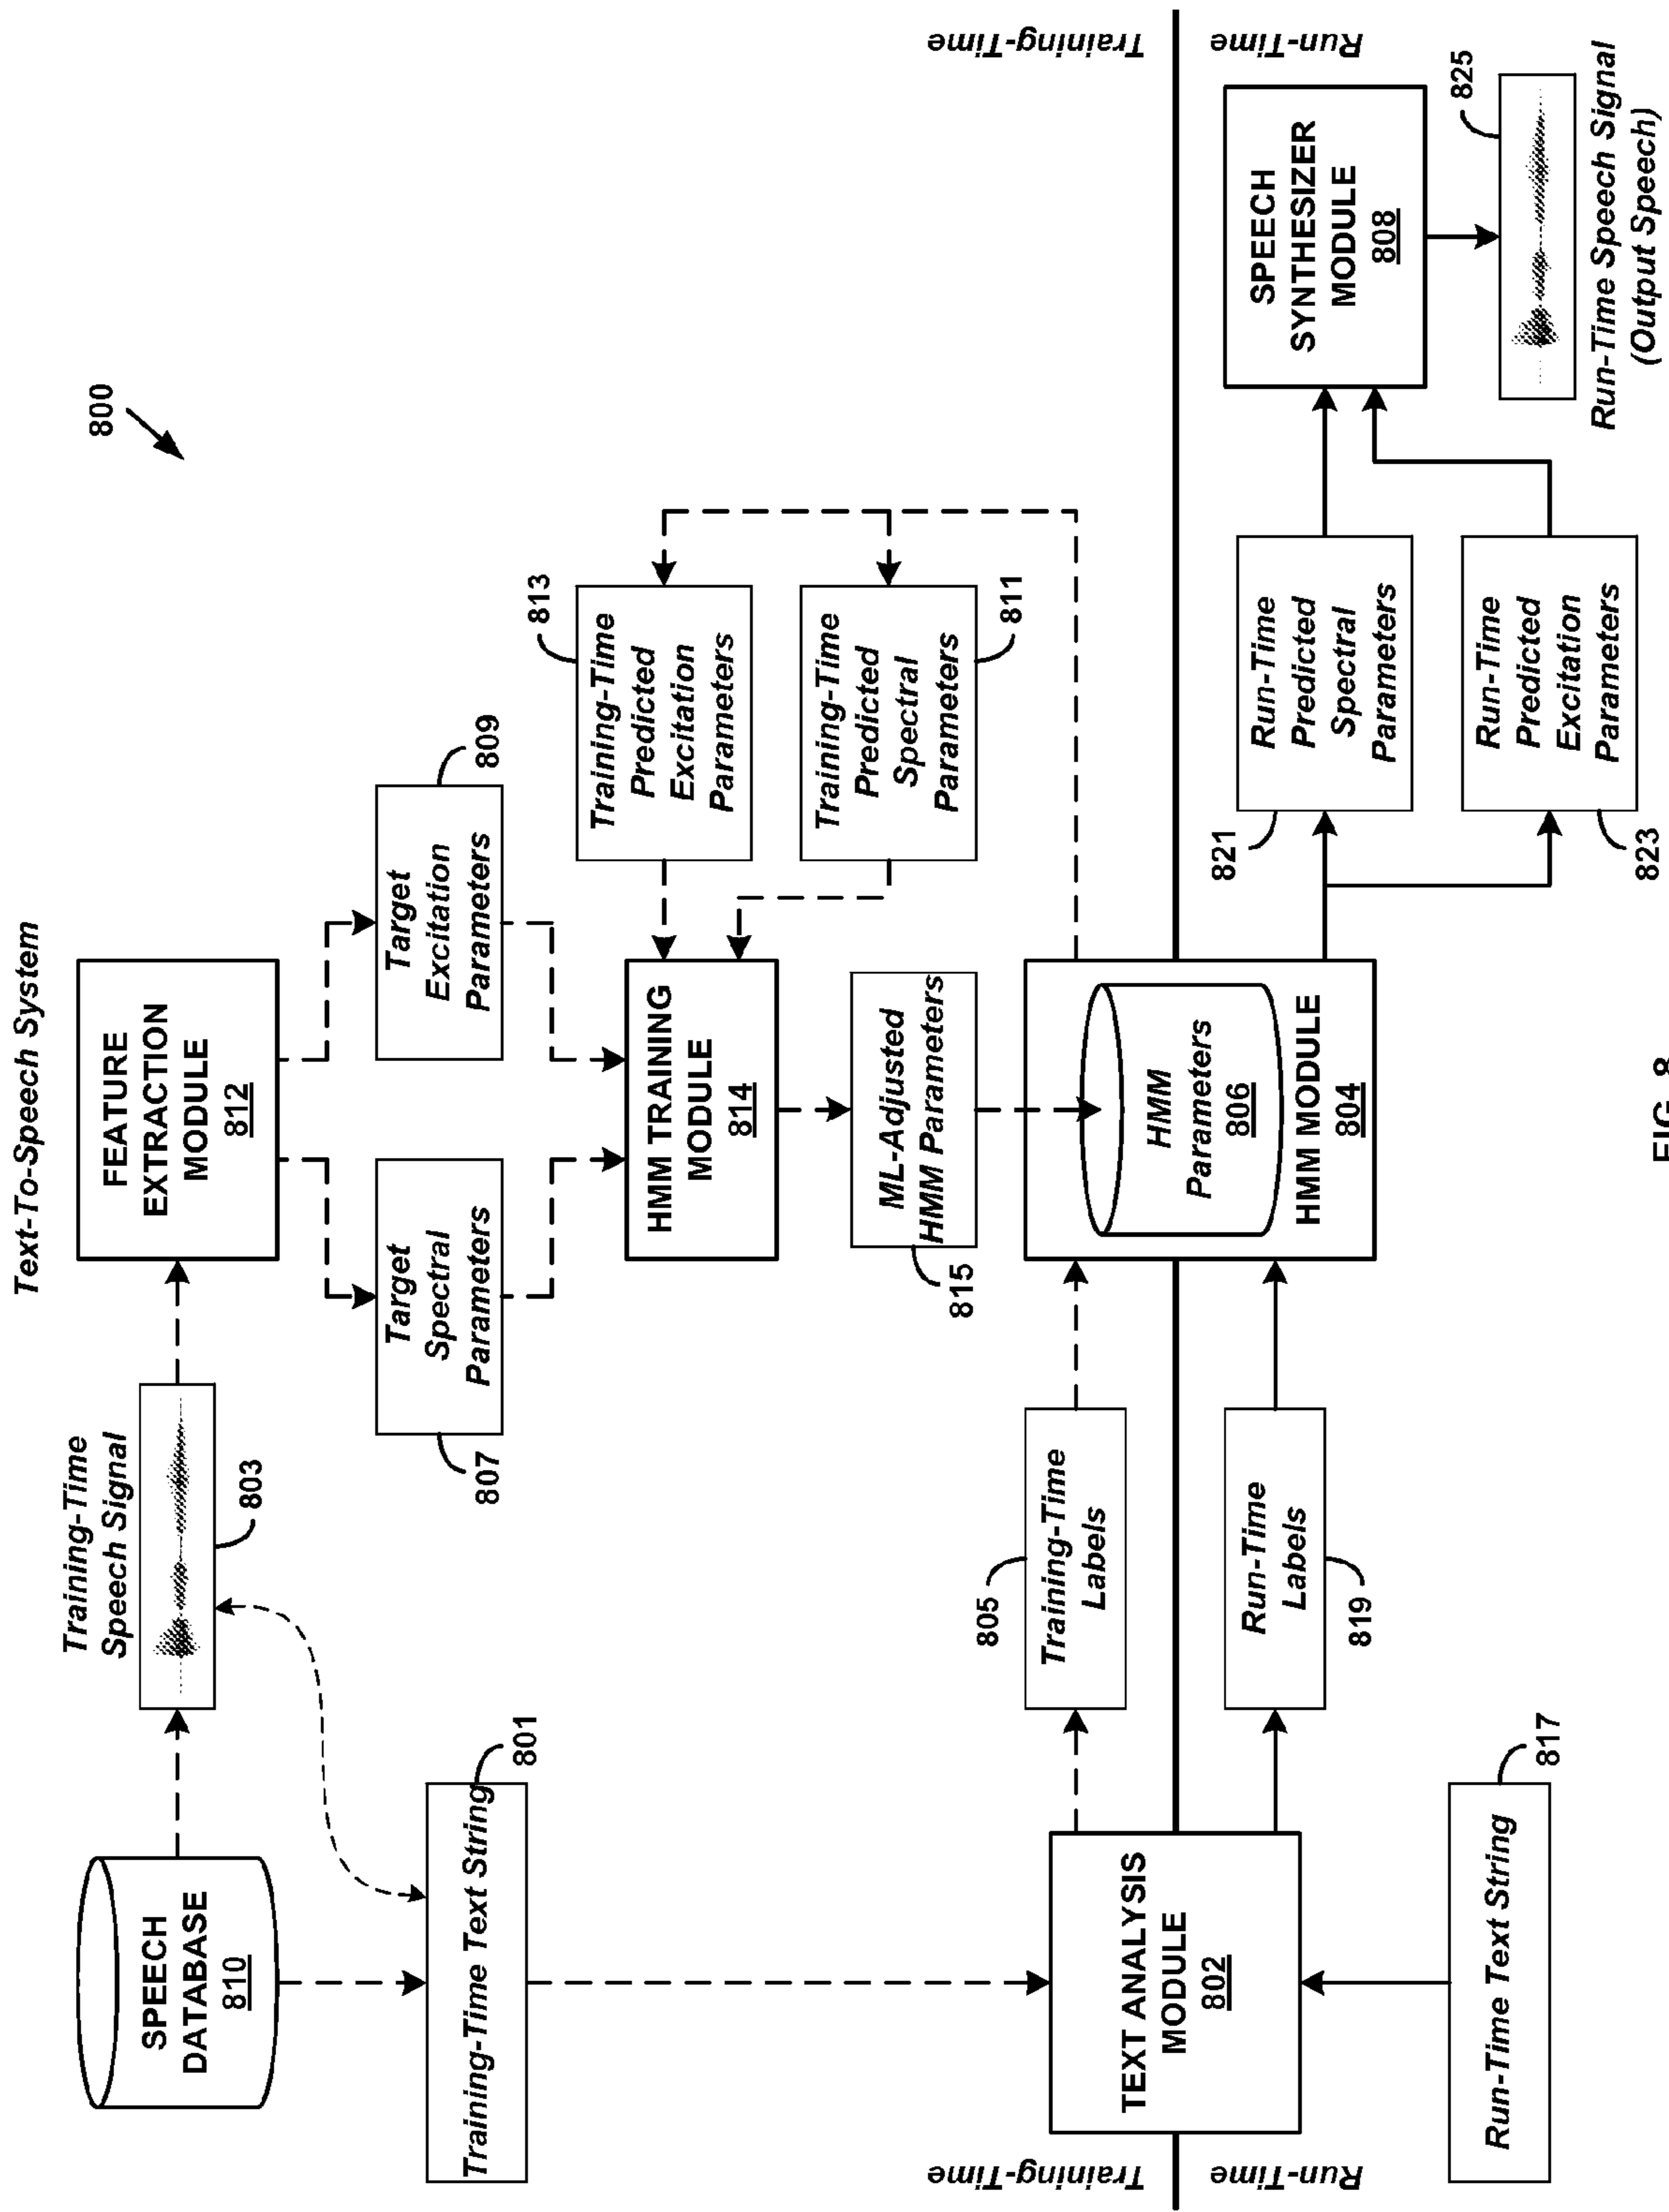 Text-To-Speech System
800
SPEECH
DATABASE
810
Training-Time
Speech Signal
803
FEATURE
EXTRACTION
MODULE
812
Training-Time Text String
801
Target
Spectral
Parameters
807
Target
Excitation
Parameters
809
HMM TRAINING
MODULE
814
Training-Time
Predicted
Excitation
Parameters
813
Training-Time
Predicted
Spectral
Parameters
811
ML-Adjusted
HMM Parameters
815
Training-Time
Training-Time
Run-Time
Run-Time
TEXT ANALYSIS
MODULE
802
805
Training-Time
Labels
Run-Time
Labels
819
HMM
Parameters
806
HMM MODULE
804
821
Run-Time
Predicted
Spectral
Parameters
Run-Time
Predicted
Excitation
Parameters
823
SPEECH
SYNTHESIZER
MODULE
808
825
Run-Time Speech Signal
(Output Speech)
Run-Time Text String
817
FIG. 8